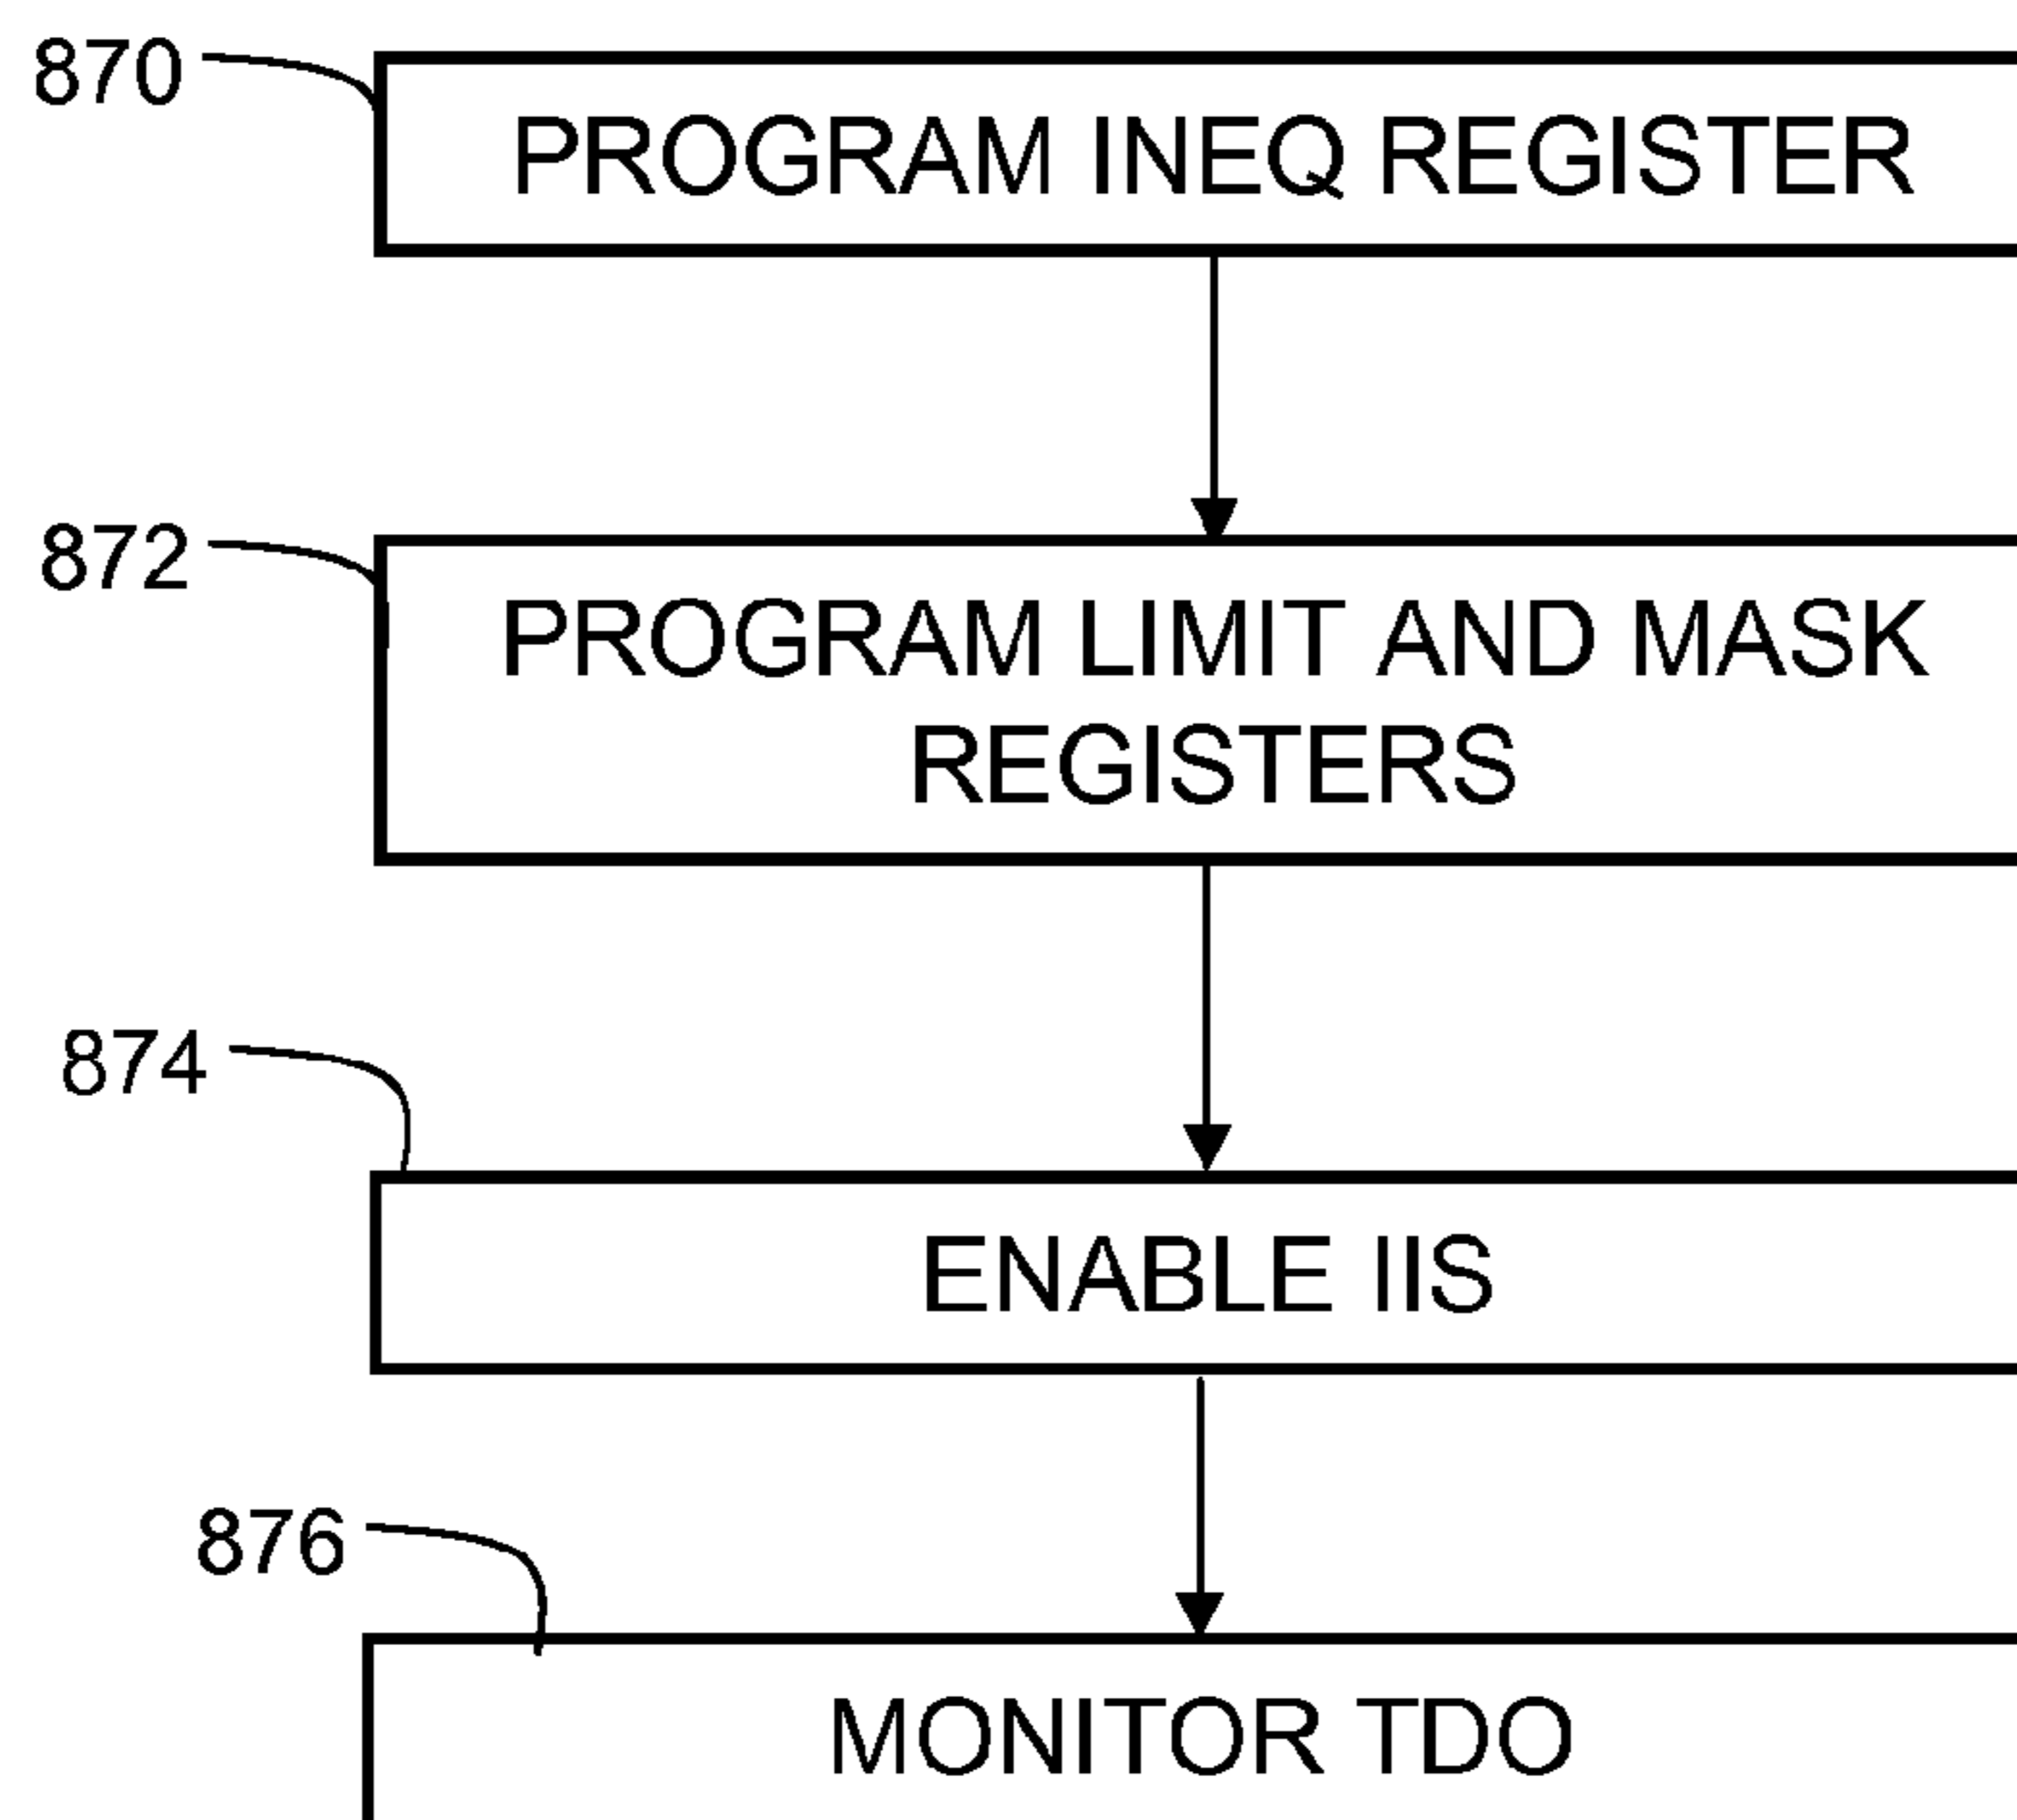 870
PROGRAM INEQ REGISTER
872
PROGRAM LIMIT AND MASK
REGISTERS
874
ENABLE IIS
876
MONITOR TDO